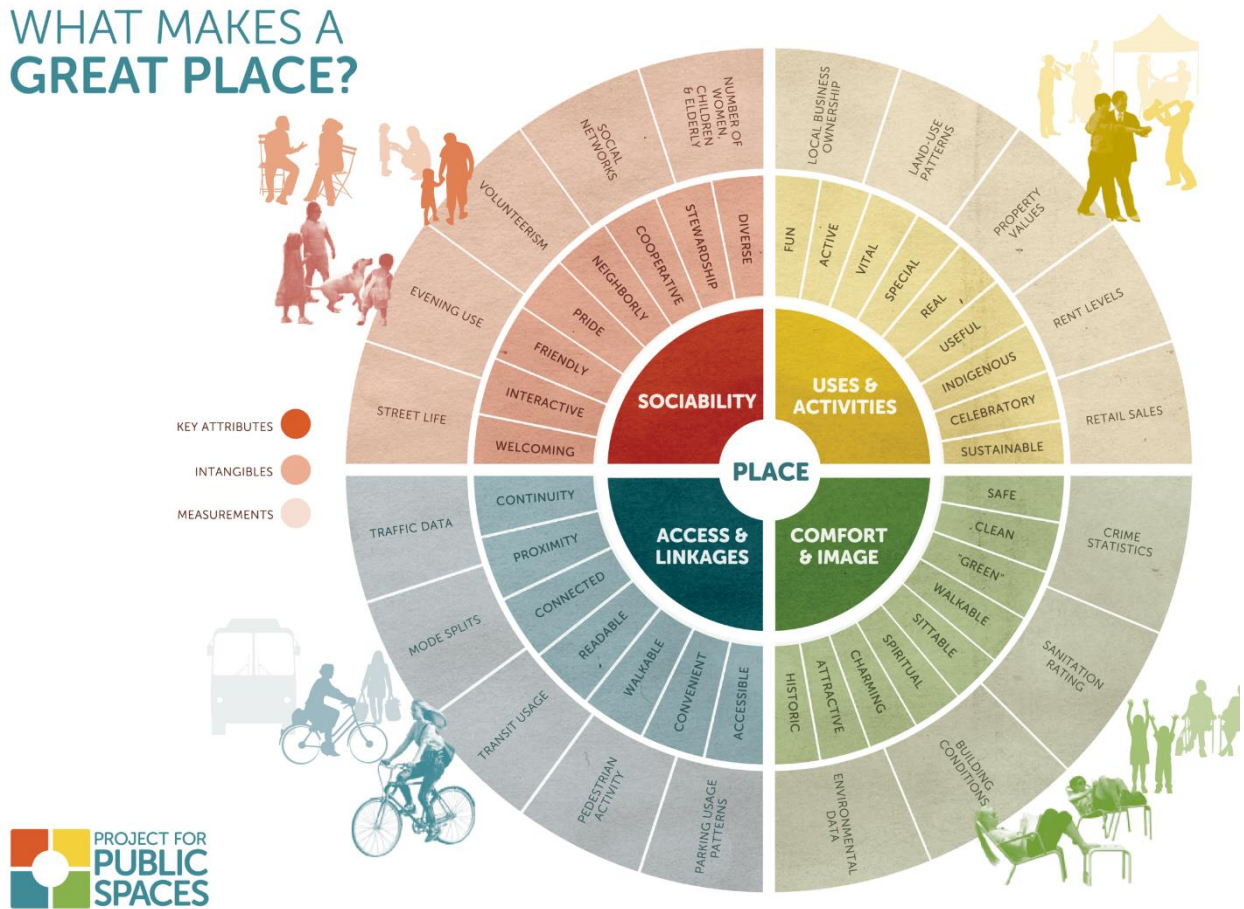 WHAT MAKES A
GREAT PLACE?
KEY ATTRIBUTES
INTANGIBLES
MEASUREMENTS
PLACE
SOCIABILITY
USES &
ACTIVITIES
ACCESS &
LINKAGES
COMFORT
& IMAGE
WELCOMING
INTERACTIVE
FRIENDLY
PRIDE
NEIGHBORLY
COOPERATIVE
STEWARDSHIP
DIVERSE
STREET LIFE
EVENING USE
VOLUNTEERISM
SOCIAL
NETWORKS
NUMBER OF
WOMEN,
CHILDREN
& ELDERLY
FUN
ACTIVE
VITAL
SPECIAL
REAL
USEFUL
INDIGENOUS
CELEBRATORY
SUSTAINABLE
LOCAL BUSINESS
OWNERSHIP
LAND-USE
PATTERNS
PROPERTY
VALUES
RENT LEVELS
RETAIL SALES
SAFE
CLEAN
"GREEN"
WALKABLE
SITTABLE
SPIRITUAL
CHARMING
ATTRACTIVE
HISTORIC
CRIME
STATISTICS
SANITATION
RATING
BUILDING
CONDITIONS
ENVIRONMENTAL
DATA
CONTINUITY
PROXIMITY
CONNECTED
READABLE
WALKABLE
CONVENIENT
ACCESSIBLE
TRAFFIC DATA
MODE SPLITS
TRANSIT USAGE
PEDESTRIAN
ACTIVITY
PARKING USAGE
PATTERNS
PROJECT FOR
PUBLIC
SPACES